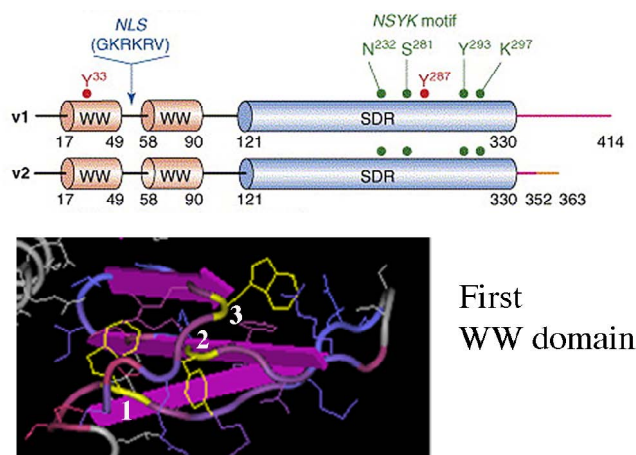 NLS
(GKRKRV)
NSYK motif
N232 S281 Y293 K297
Y33 Y287
v1 WW WW SDR
17 49 58 90 121 330 414
v2 WW WW SDR
17 49 58 90 121 330 352 363
1 2 3
First
WW domain